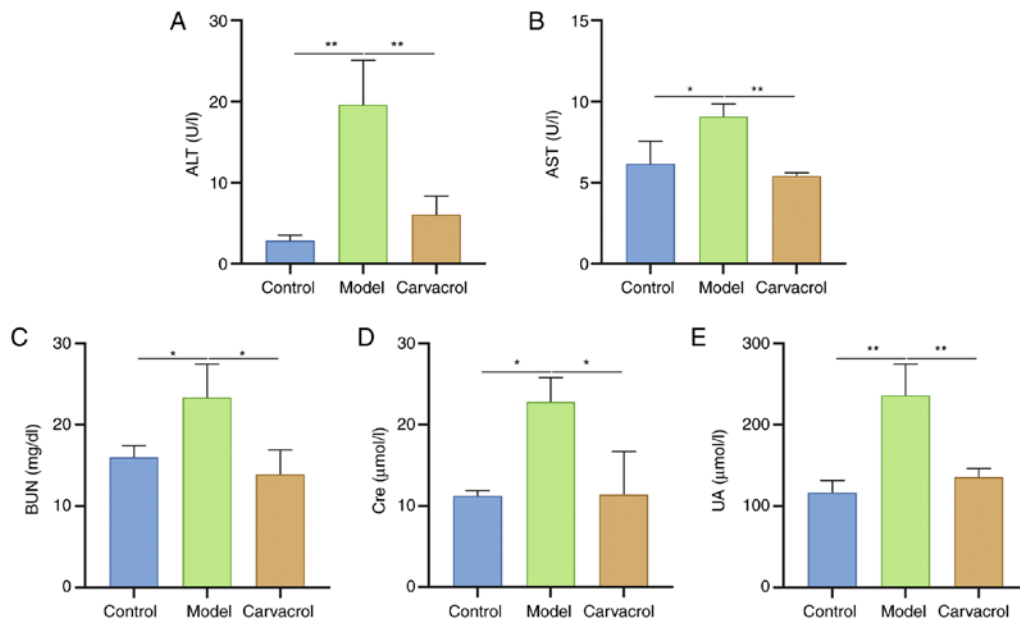 A
ALT (U/l)
30
20
10
0
** **
Control Model Carvacrol
B
AST (U/l)
15
10
5
0
* **
Control Model Carvacrol
C
BUN (mg/dl)
30
20
10
0
* *
Control Model Carvacrol
D
Cre (μmol/l)
30
20
10
0
* *
Control Model Carvacrol
E
UA (μmol/l)
300
200
100
0
** **
Control Model Carvacrol